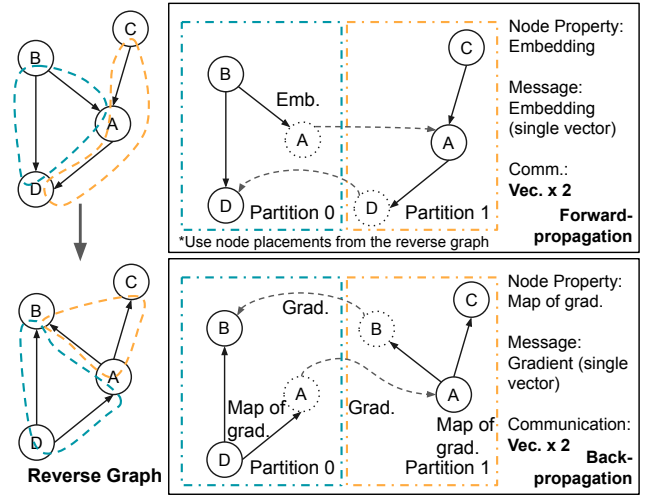 C
B
A
D
B
Emb.
A
D
Partition 0
C
A
D
Partition 1
*Use node placements from the reverse graph
Node Property:
Embedding
Message:
Embedding
(single vector)
Comm.:
Vec. x 2
Forward-
propagation
C
B
A
D
Reverse Graph
B
Grad.
A
Map of
grad.
D
Partition 0
C
B
A
Grad.
Map of
grad.
Partition 1
Node Property:
Map of grad.
Message:
Gradient (single
vector)
Communication:
Vec. x 2
Back-
propagation